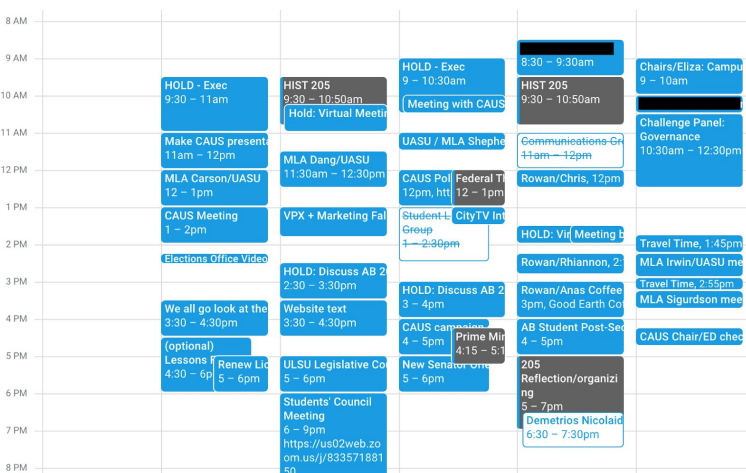 8 AM
9 AM
10 AM
11 AM
12 PM
1 PM
2 PM
3 PM
4 PM
5 PM
6 PM
7 PM
8 PM
HOLD - Exec
9:30 – 11am
Make CAUS presenta
11am – 12pm
MLA Carson/UASU
12 – 1pm
CAUS Meeting
1 – 2pm
Elections Office Video
We all go look at the
3:30 – 4:30pm
(optional)
Lessons
4:30 – 6p
Renew Lic
5 – 6pm
HIST 205
9:30 – 10:50am
Hold: Virtual Meetin
MLA Dang/UASU
11:30am – 12:30pm
VPX + Marketing Fal
HOLD: Discuss AB 20
2:30 – 3:30pm
Website text
3:30 – 4:30pm
ULSU Legislative Co
5 – 6pm
Students' Council
Meeting
6 – 9pm
https://us02web.zo
om.us/j/833571881
50
HOLD - Exec
9 – 10:30am
Meeting with CAUS
UASU / MLA Shephe
CAUS Pol
12pm, htt
Federal Th
12 – 1pm
Student L
Group
1 – 2:30pm
CityTV Int
HOLD: Discuss AB 2
3 – 4pm
CAUS campaign
4 – 5pm
Prime Min
4:15 – 5:1
New Senator One
5 – 6pm
8:30 – 9:30am
HIST 205
9:30 – 10:50am
Communications Gr
11am – 12pm
Rowan/Chris, 12pm
HOLD: Vir
Meeting b
Rowan/Rhiannon, 2:
Rowan/Anas Coffee
3pm, Good Earth Cof
AB Student Post-Sec
4 – 5pm
205
Reflection/organizi
ng
5 – 7pm
Demetrios Nicolaid
6:30 – 7:30pm
Chairs/Eliza: Campu
9 – 10am
Challenge Panel:
Governance
10:30am – 12:30pm
Travel Time, 1:45pm
MLA Irwin/UASU me
Travel Time, 2:55pm
MLA Sigurdson mee
CAUS Chair/ED chec